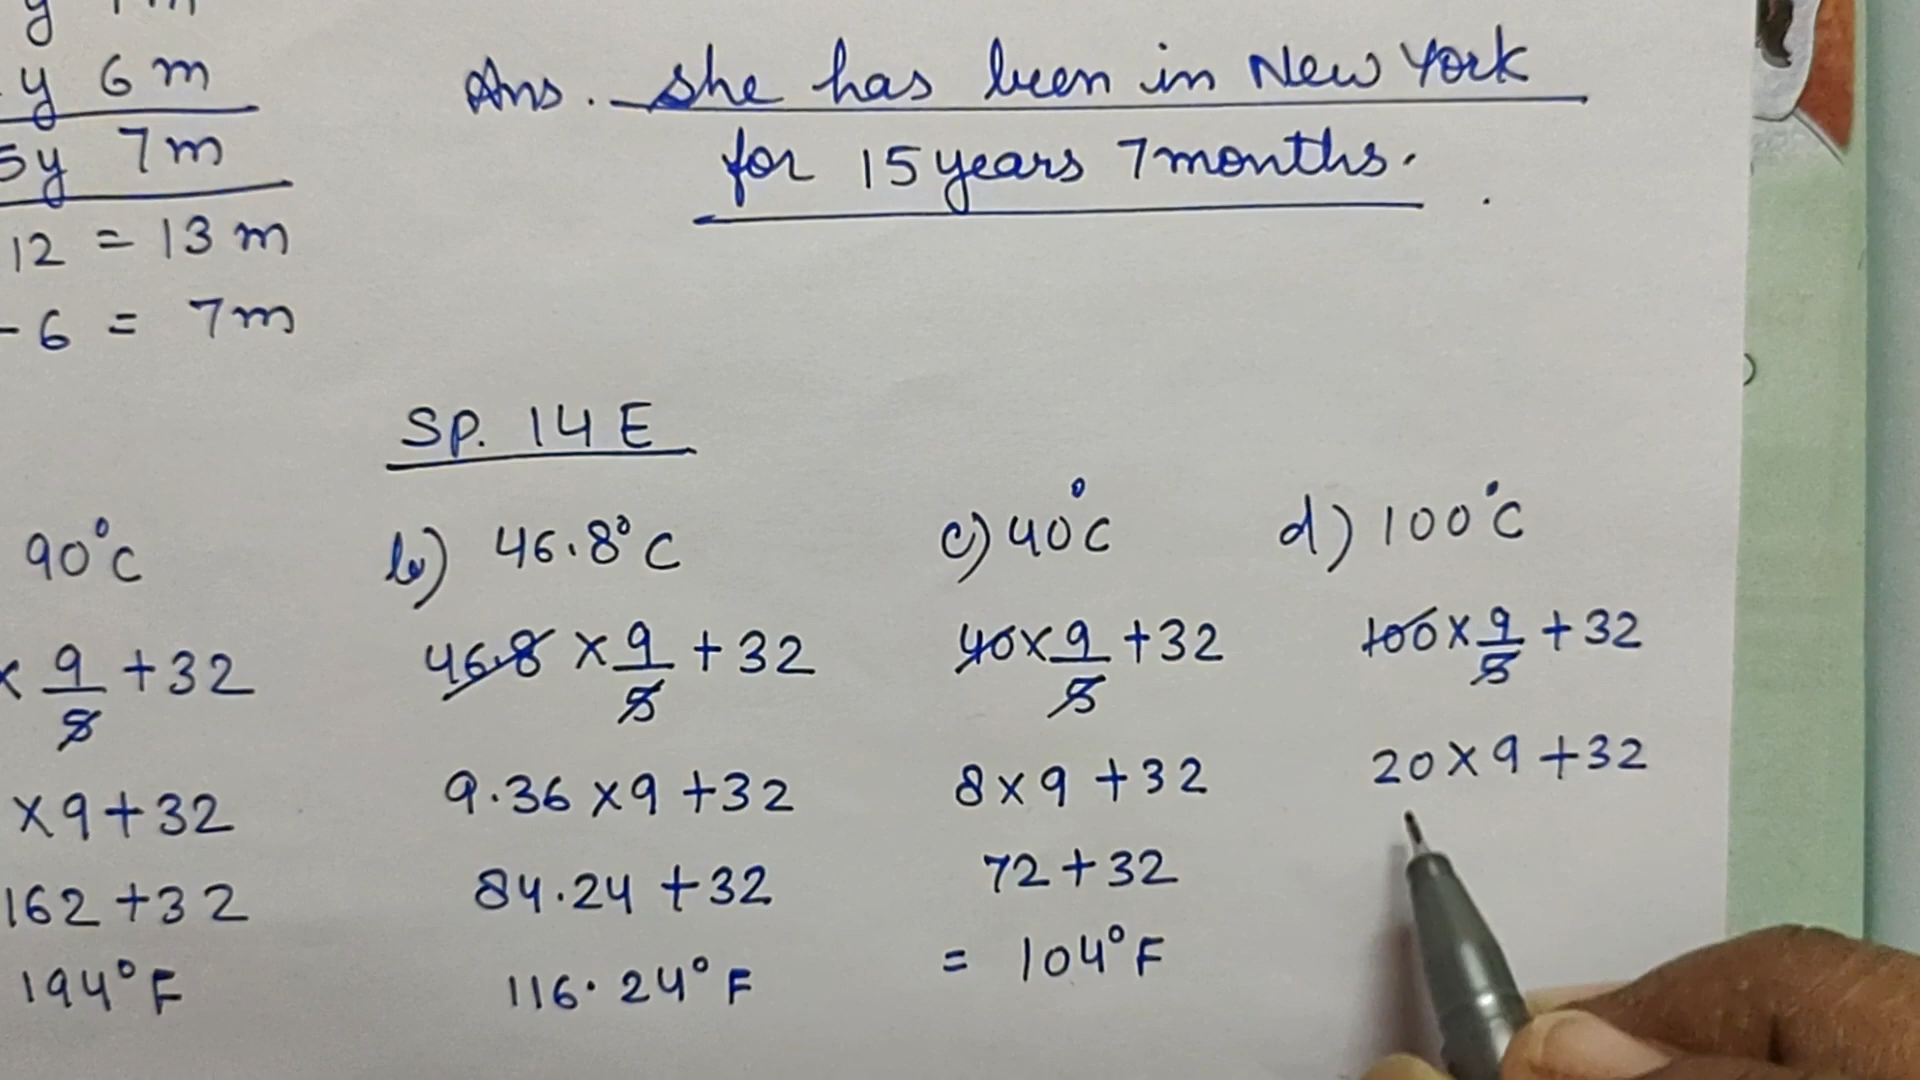 y 6 m
5y 7m
12 = 13 m
- 6 = 7m
Ans. she has been in New York
for 15 years 7 months.
SP. 14 E
90°C
× 9/5 + 32
× 9 + 32
162 + 32
194°F
b) 46.8°C
46.8 × 9/5 + 32
9.36 × 9 + 32
84.24 + 32
116.24°F
c) 40°C
40 × 9/5 + 32
8 × 9 + 32
72 + 32
= 104°F
d) 100°C
100 × 9/5 + 32
20 × 9 + 32